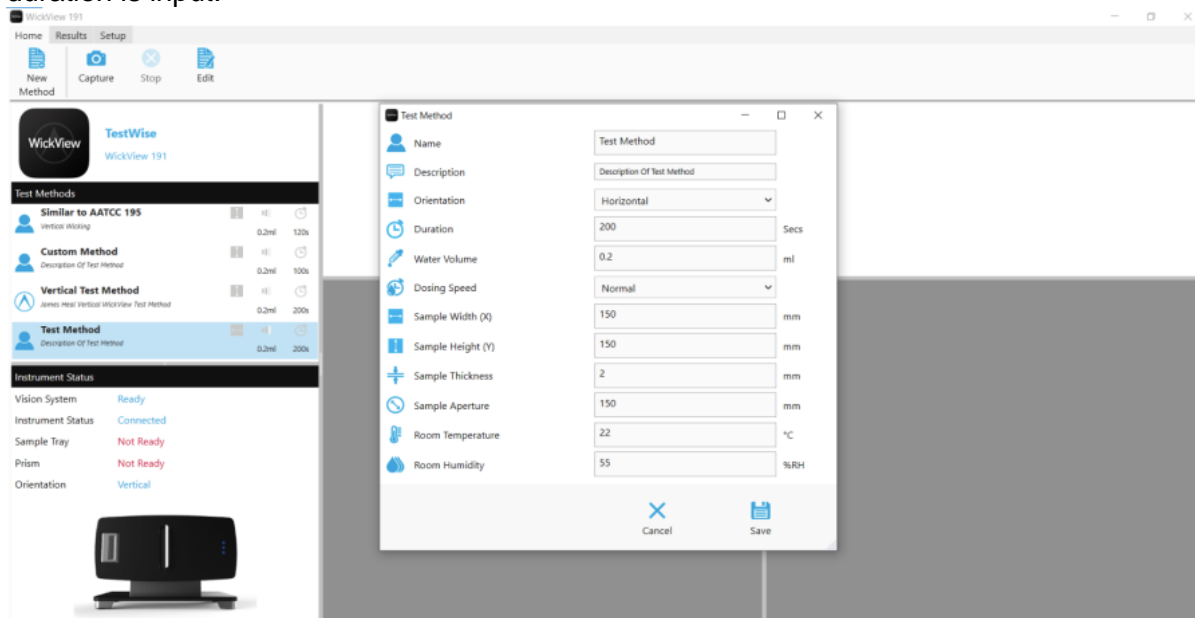 duration is input.
WickView 191
Home Results Setup
New Method
Capture
Stop
Edit
WickView
TestWise
WickView 191
Test Methods
Similar to AATCC 195
Vertical Wicking
0.2ml 120s
Custom Method
Description Of Test Method
0.2ml 100s
Vertical Test Method
James Heal Vertical WickView Test Method
0.2ml 200s
Test Method
Description Of Test Method
0.2ml 200s
Instrument Status
Vision System Ready
Instrument Status Connected
Sample Tray Not Ready
Prism Not Ready
Orientation Vertical
Test Method
Name Test Method
Description Description Of Test Method
Orientation Horizontal
Duration 200 Secs
Water Volume 0.2 ml
Dosing Speed Normal
Sample Width (X) 150 mm
Sample Height (Y) 150 mm
Sample Thickness 2 mm
Sample Aperture 150 mm
Room Temperature 22 °C
Room Humidity 55 %RH
Cancel Save